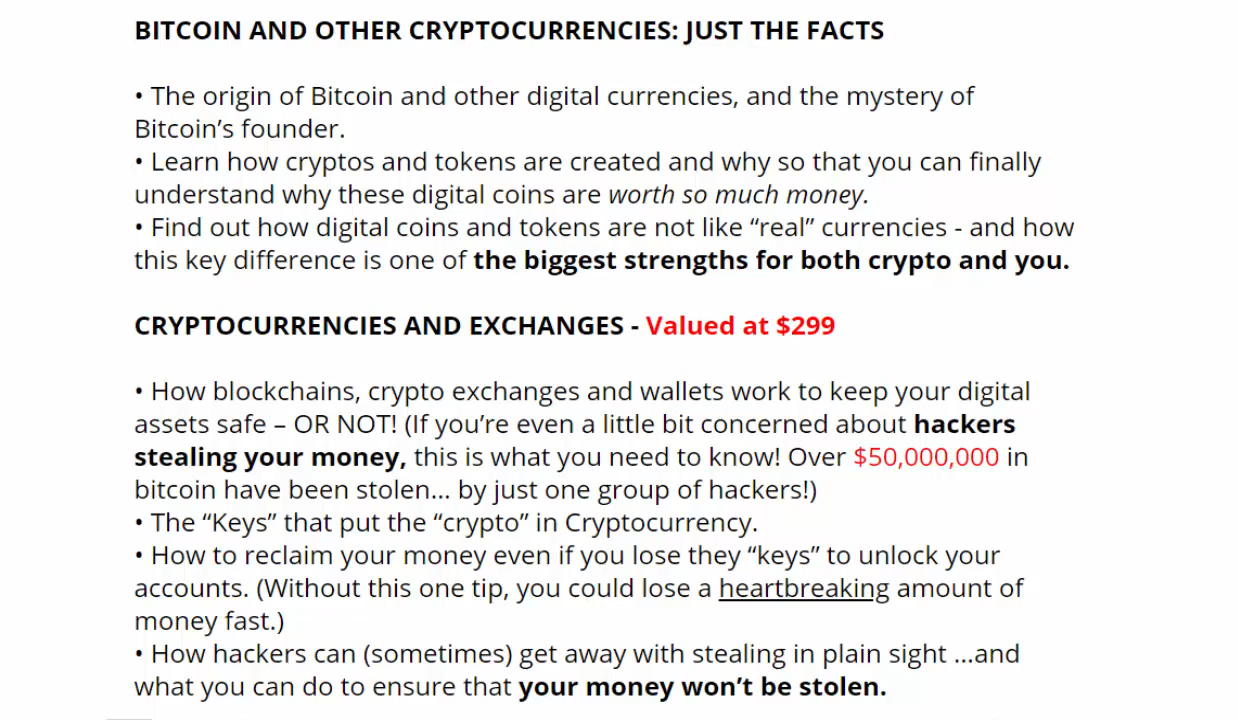 BITCOIN AND OTHER CRYPTOCURRENCIES: JUST THE FACTS
• The origin of Bitcoin and other digital currencies, and the mystery of
Bitcoin’s founder.
• Learn how cryptos and tokens are created and why so that you can finally
understand why these digital coins are worth so much money.
• Find out how digital coins and tokens are not like “real” currencies - and how
this key difference is one of the biggest strengths for both crypto and you.
CRYPTOCURRENCIES AND EXCHANGES - Valued at $299
• How blockchains, crypto exchanges and wallets work to keep your digital
assets safe – OR NOT! (If you’re even a little bit concerned about hackers
stealing your money, this is what you need to know! Over $50,000,000 in
bitcoin have been stolen... by just one group of hackers!)
• The “Keys” that put the “crypto” in Cryptocurrency.
• How to reclaim your money even if you lose they “keys” to unlock your
accounts. (Without this one tip, you could lose a heartbreaking amount of
money fast.)
• How hackers can (sometimes) get away with stealing in plain sight ...and
what you can do to ensure that your money won’t be stolen.